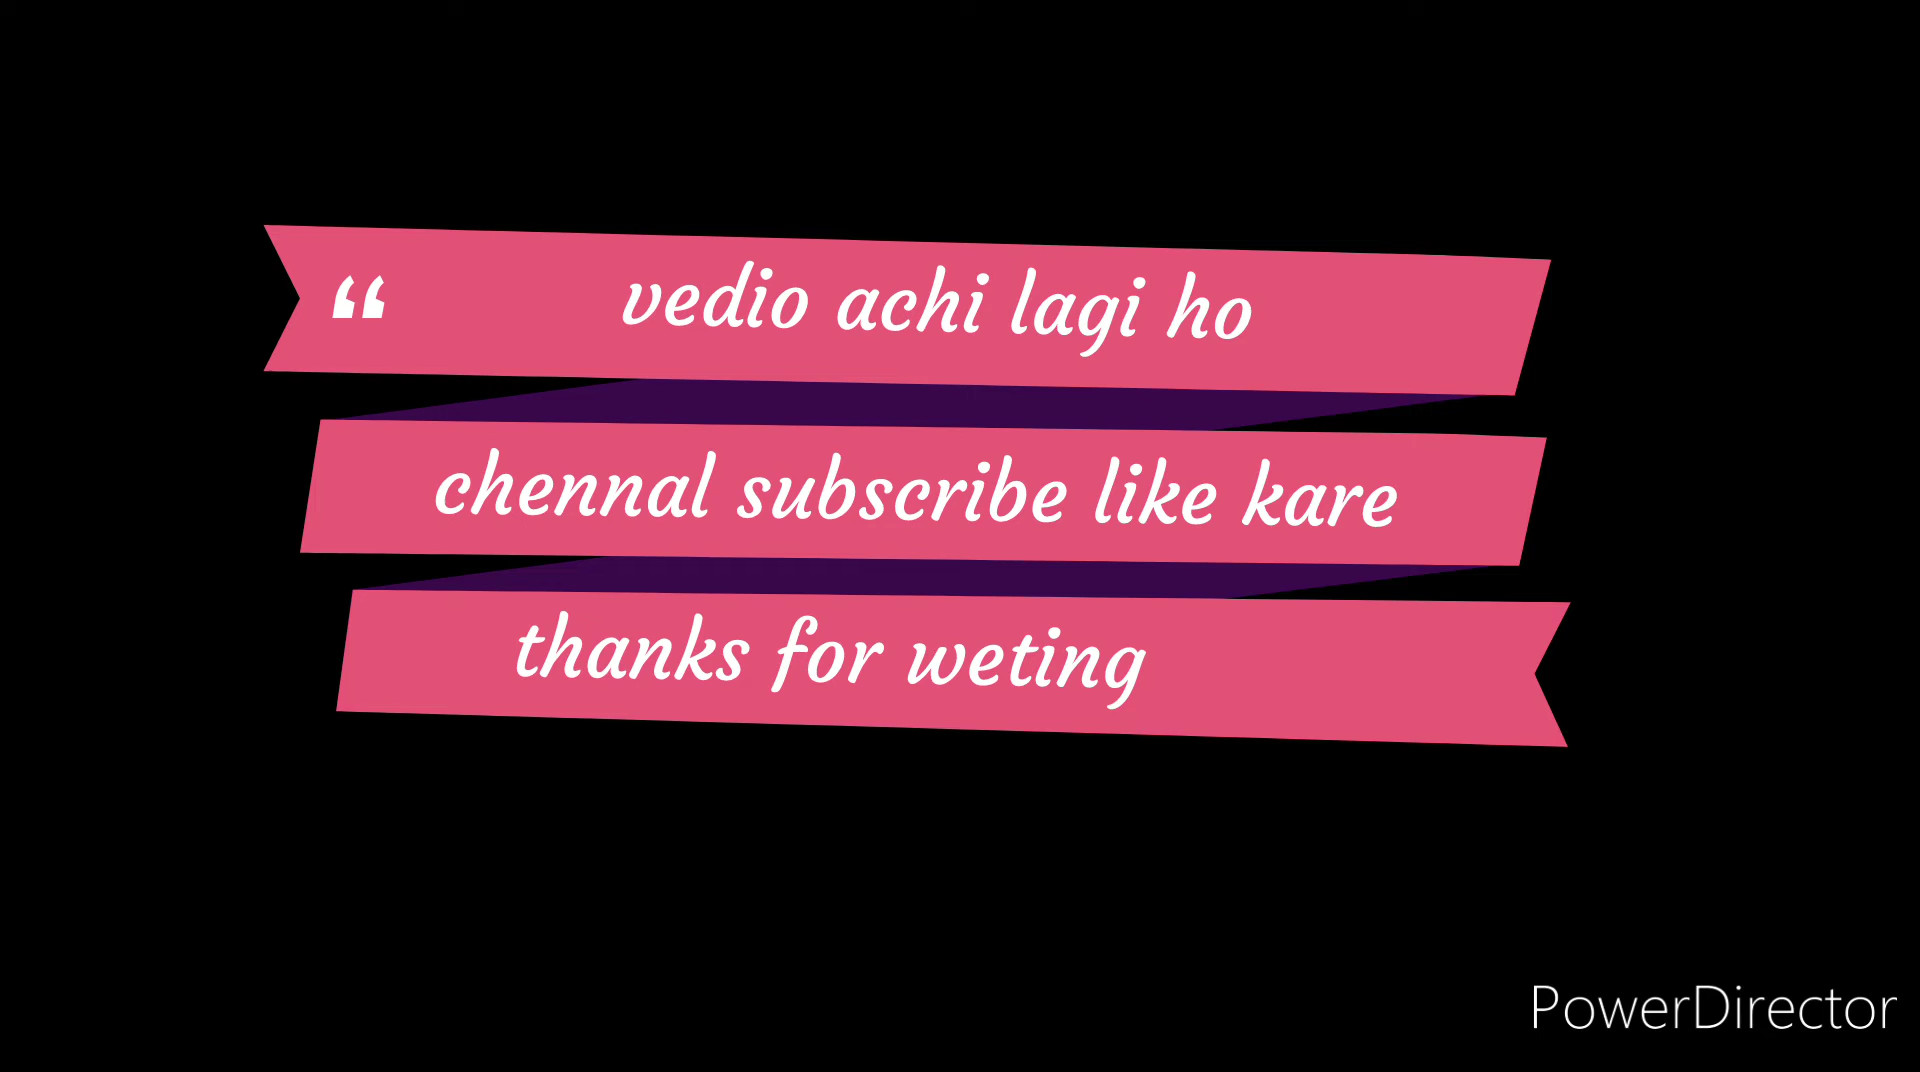 “ vedio achi lagi ho
chennal subscribe like kare
thanks for weting
PowerDirector